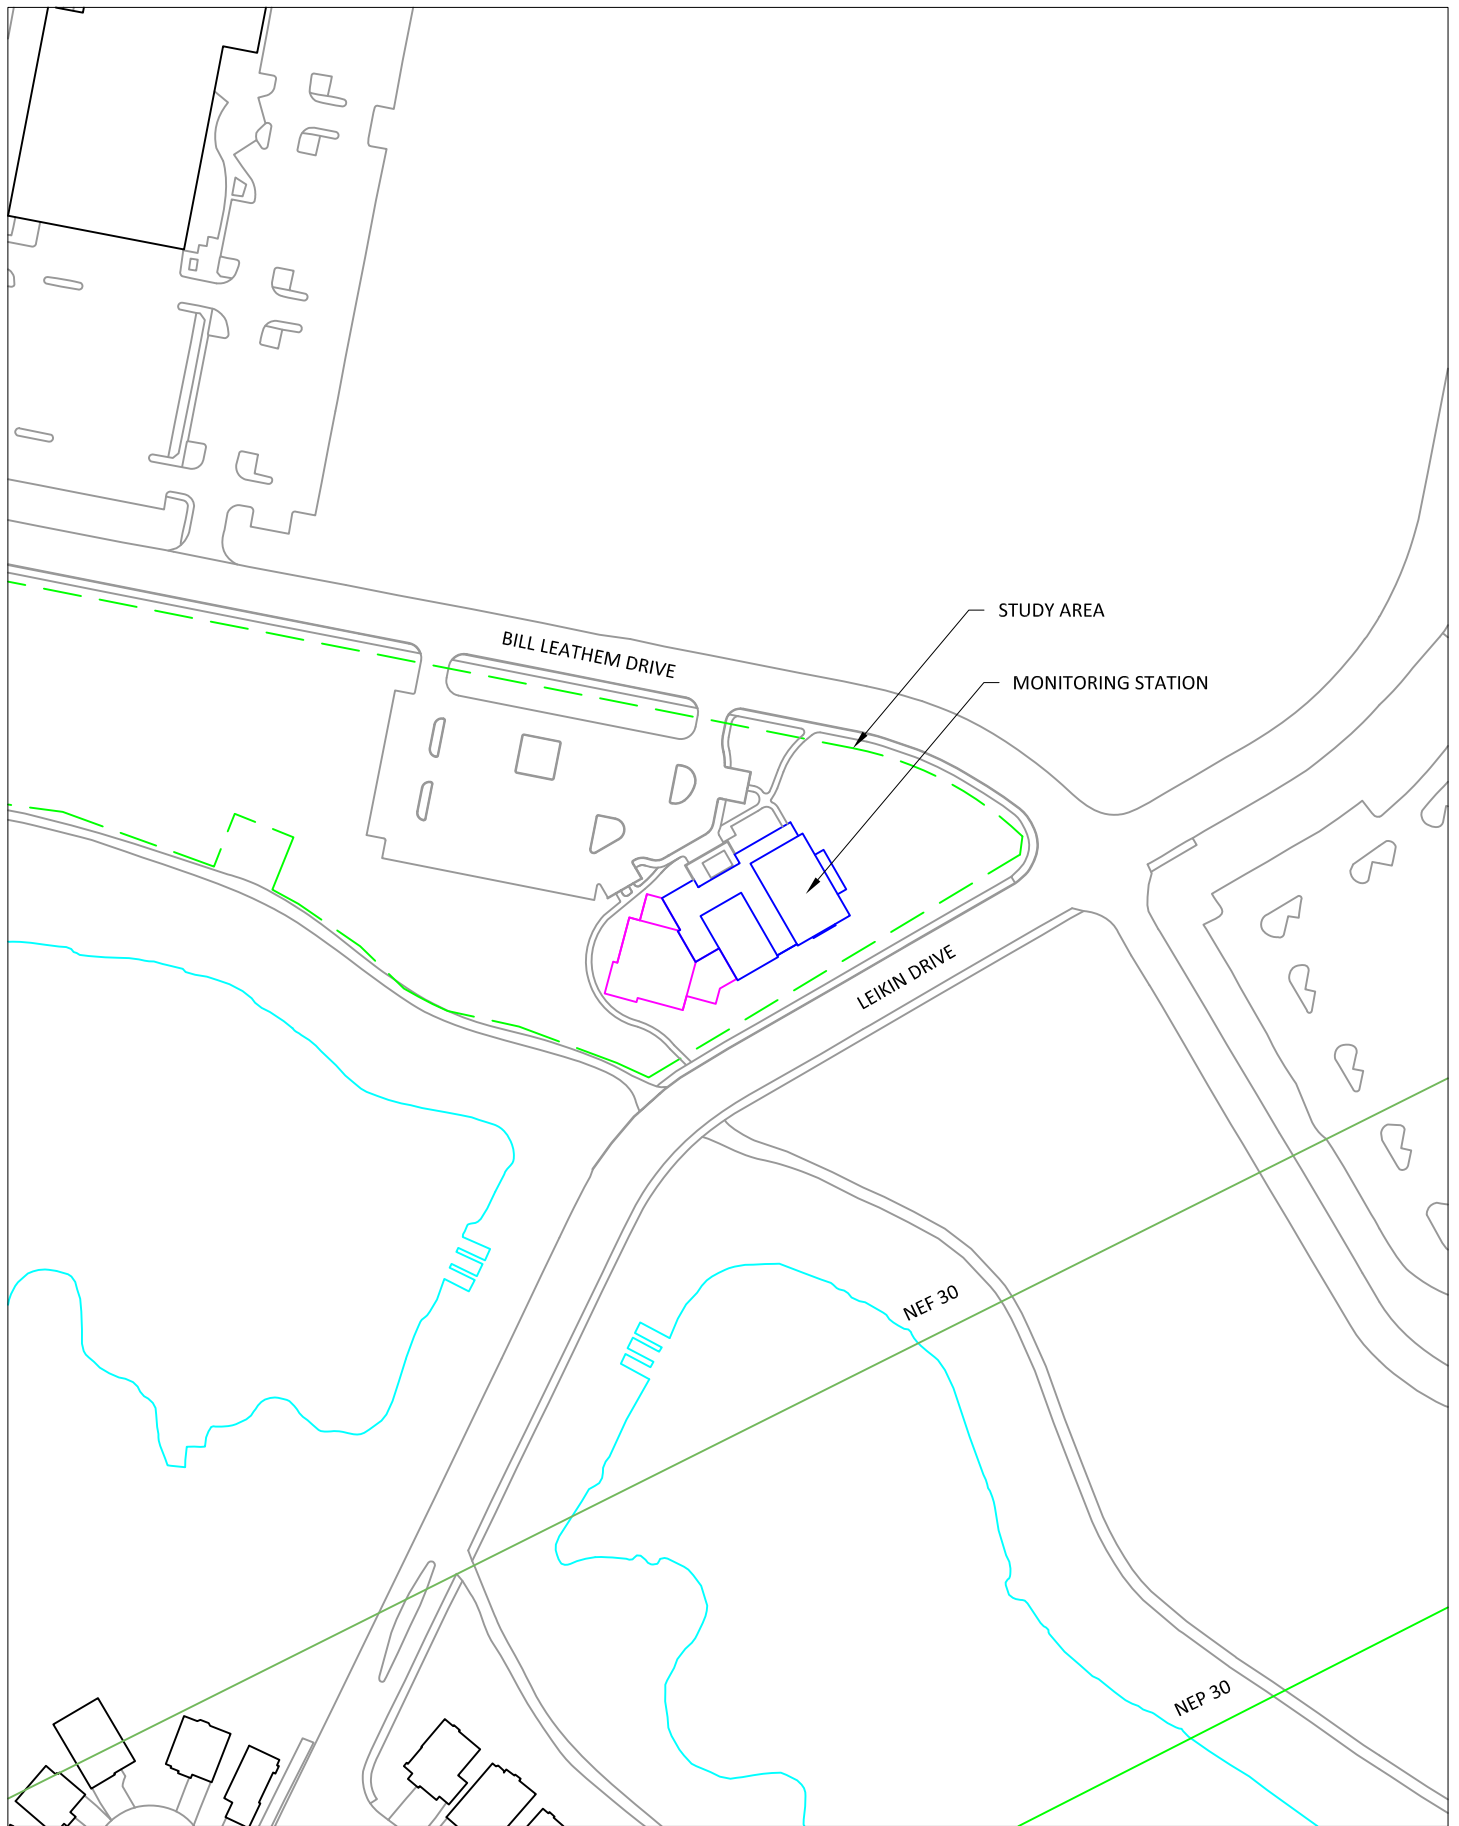 STUDY AREA
BILL LEATHEM DRIVE
MONITORING STATION
LEIKIN DRIVE
NEF 30
NEP 30